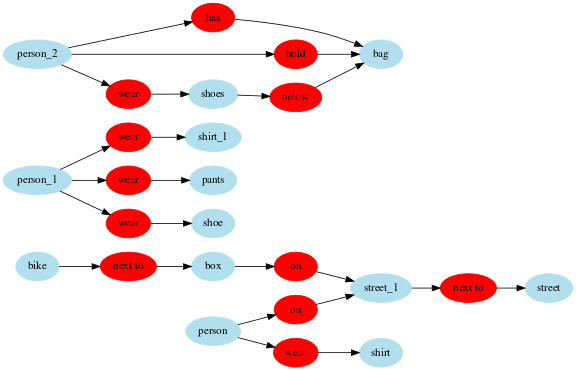 has
person_2 hold bag
wear shoes below
wear shirt_1
person_1 wear pants
wear shoe
bike next to box on
street_1 next to street
person on
wear shirt